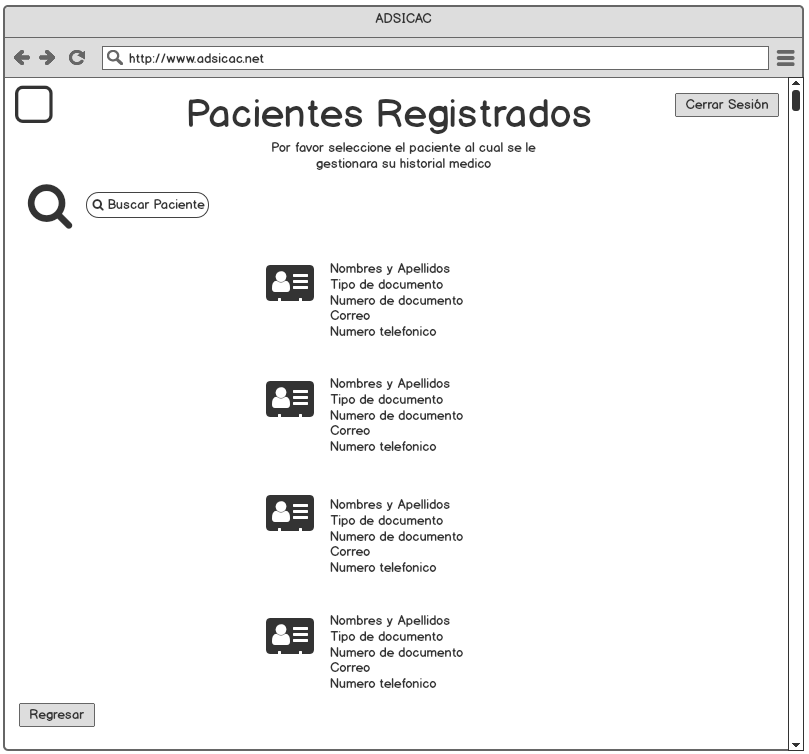 ADSICAC
http://www.adsicac.net
Pacientes Registrados
Cerrar Sesión
Por favor seleccione el paciente al cual se le
gestionara su historial medico
Buscar Paciente
Nombres y Apellidos
Tipo de documento
Numero de documento
Correo
Numero telefonico
Nombres y Apellidos
Tipo de documento
Numero de documento
Correo
Numero telefonico
Nombres y Apellidos
Tipo de documento
Numero de documento
Correo
Numero telefonico
Nombres y Apellidos
Tipo de documento
Numero de documento
Correo
Numero telefonico
Regresar